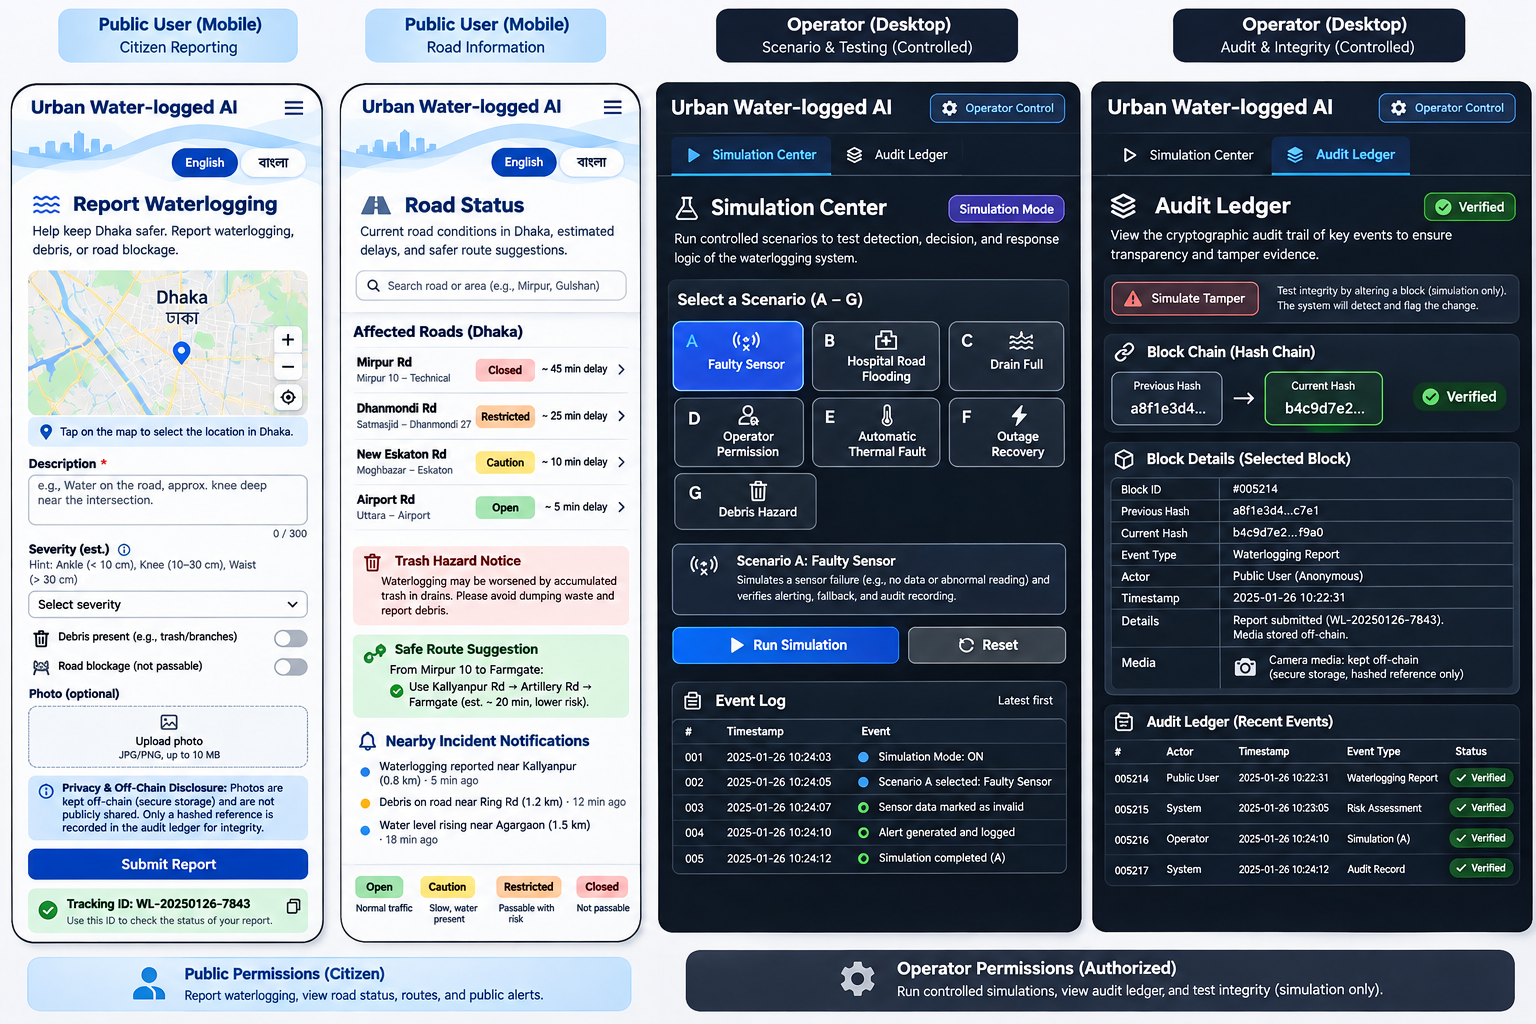 Public User (Mobile)
Citizen Reporting
Public User (Mobile)
Road Information
Operator (Desktop)
Scenario & Testing (Controlled)
Operator (Desktop)
Audit & Integrity (Controlled)
Urban Water-logged AI
English
বাংলা
Report Waterlogging
Help keep Dhaka safer. Report waterlogging,
debris, or road blockage.
Dhaka
ঢাকা
+
−
Tap on the map to select the location in Dhaka.
Description *
e.g., Water on the road, approx. knee deep
near the intersection.
0 / 300
Severity (est.)
Hint: Ankle (< 10 cm), Knee (10–30 cm), Waist
(> 30 cm)
Select severity
Debris present (e.g., trash/branches)
Road blockage (not passable)
Photo (optional)
Upload photo
JPG/PNG, up to 10 MB
Privacy & Off-Chain Disclosure: Photos are
kept off-chain (secure storage) and are not
publicly shared. Only a hashed reference is
recorded in the audit ledger for integrity.
Submit Report
Tracking ID: WL-20250126-7843
Use this ID to check the status of your report.
Urban Water-logged AI
English
বাংলা
Road Status
Current road conditions in Dhaka, estimated
delays, and safer route suggestions.
Search road or area (e.g., Mirpur, Gulshan)
Affected Roads (Dhaka)
Mirpur Rd
Mirpur 10 – Technical
Closed
~ 45 min delay
Dhanmondi Rd
Satmasjid – Dhanmondi 27
Restricted
~ 25 min delay
New Eskaton Rd
Moghbazar – Eskaton
Caution
~ 10 min delay
Airport Rd
Uttara – Airport
Open
~ 5 min delay
Trash Hazard Notice
Waterlogging may be worsened by accumulated
trash in drains. Please avoid dumping waste and
report debris.
Safe Route Suggestion
From Mirpur 10 to Farmgate:
Use Kallyanpur Rd → Artillery Rd →
Farmgate (est. ~ 20 min, lower risk).
Nearby Incident Notifications
Waterlogging reported near Kallyanpur
(0.8 km) · 5 min ago
Debris on road near Ring Rd (1.2 km) · 12 min ago
Water level rising near Agargaon (1.5 km)
· 18 min ago
Open
Normal traffic
Caution
Slow, water
present
Restricted
Passable with
risk
Closed
Not passable
Urban Water-logged AI
Operator Control
Simulation Center
Audit Ledger
Simulation Center
Simulation Mode
Run controlled scenarios to test detection, decision, and response
logic of the waterlogging system.
Select a Scenario (A – G)
A
Faulty Sensor
B
Hospital Road
Flooding
C
Drain Full
D
Operator
Permission
E
Automatic
Thermal Fault
F
Outage
Recovery
G
Debris Hazard
Scenario A: Faulty Sensor
Simulates a sensor failure (e.g., no data or abnormal reading) and
verifies alerting, fallback, and audit recording.
Run Simulation
Reset
Event Log
Latest first
# Timestamp Event
001 2025-01-26 10:24:03 Simulation Mode: ON
002 2025-01-26 10:24:05 Scenario A selected: Faulty Sensor
003 2025-01-26 10:24:07 Sensor data marked as invalid
004 2025-01-26 10:24:10 Alert generated and logged
005 2025-01-26 10:24:12 Simulation completed (A)
Urban Water-logged AI
Operator Control
Simulation Center
Audit Ledger
Audit Ledger
Verified
View the cryptographic audit trail of key events to ensure
transparency and tamper evidence.
Simulate Tamper
Test integrity by altering a block (simulation only).
The system will detect and flag the change.
Block Chain (Hash Chain)
Previous Hash
a8f1e3d4...
→
Current Hash
b4c9d7e2...
Verified
Block Details (Selected Block)
Block ID #005214
Previous Hash a8f1e3d4...c7e1
Current Hash b4c9d7e2...f9a0
Event Type Waterlogging Report
Actor Public User (Anonymous)
Timestamp 2025-01-26 10:22:31
Details Report submitted (WL-20250126-7843).
Media stored off-chain.
Media Camera media: kept off-chain
(secure storage, hashed reference only)
Audit Ledger (Recent Events)
# Actor Timestamp Event Type Status
005214 Public User 2025-01-26 10:22:31 Waterlogging Report Verified
005215 System 2025-01-26 10:23:05 Risk Assessment Verified
005216 Operator 2025-01-26 10:24:10 Simulation (A) Verified
005217 System 2025-01-26 10:24:12 Audit Record Verified
Public Permissions (Citizen)
Report waterlogging, view road status, routes, and public alerts.
Operator Permissions (Authorized)
Run controlled simulations, view audit ledger, and test integrity (simulation only).